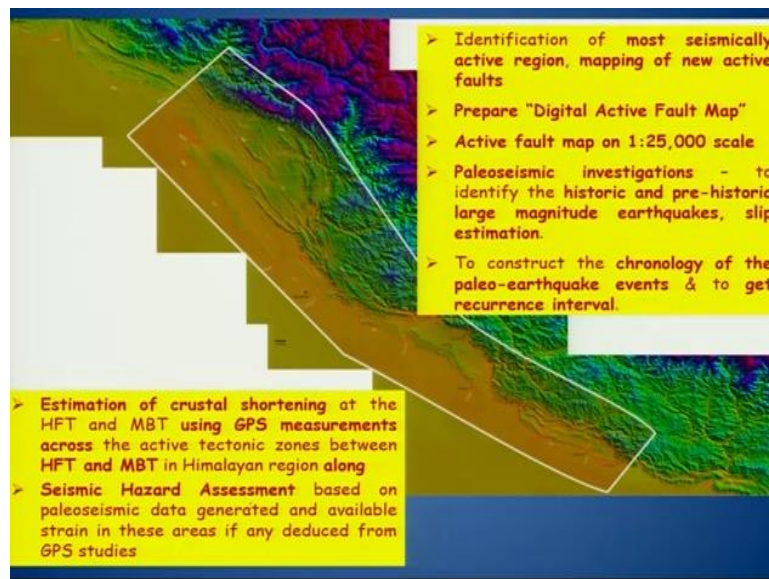 ➢ Identification of most seismically
active region, mapping of new active
faults
➢ Prepare “Digital Active Fault Map”
➢ Active fault map on 1:25,000 scale
➢ Paleoseismic investigations – to
identify the historic and pre-historic
large magnitude earthquakes, slip
estimation.
➢ To construct the chronology of the
paleo-earthquake events & to get
recurrence interval.
➢ Estimation of crustal shortening at the
HFT and MBT using GPS measurements
across the active tectonic zones between
HFT and MBT in Himalayan region along
➢ Seismic Hazard Assessment based on
paleoseismic data generated and available
strain in these areas if any deduced from
GPS studies